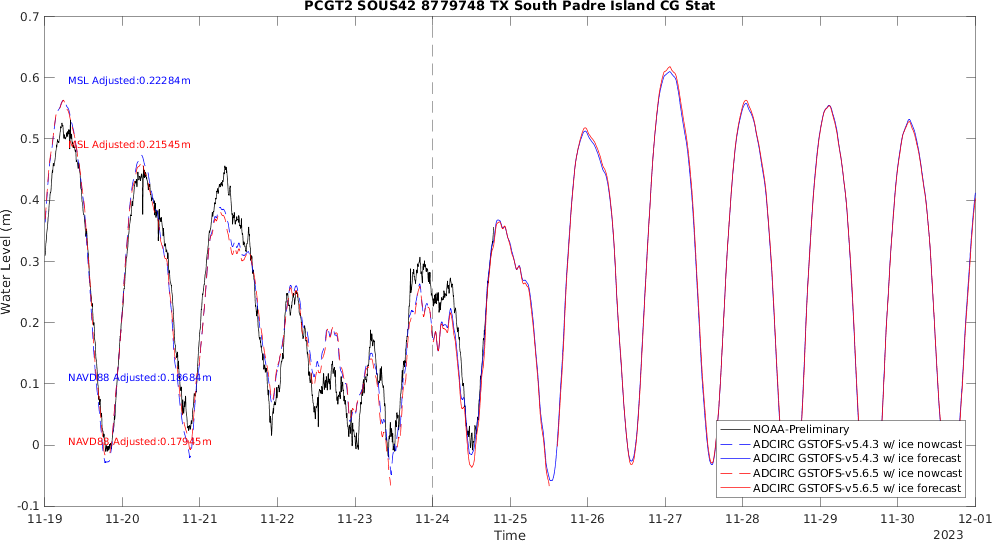 PCGT2 SOUS42 8779748 TX South Padre Island CG Stat
MSL Adjusted:0.22284m
MSL Adjusted:0.21545m
NAVD88 Adjusted:0.18684m
NAVD88 Adjusted:0.17945m
Water Level (m)
0.7
0.6
0.5
0.4
0.3
0.2
0.1
0
-0.1
11-19
11-20
11-21
11-22
11-23
11-24
11-25
11-26
11-27
11-28
11-29
11-30
12-01
Time
2023
NOAA-Preliminary
ADCIRC GSTOFS-v5.4.3 w/ ice nowcast
ADCIRC GSTOFS-v5.4.3 w/ ice forecast
ADCIRC GSTOFS-v5.6.5 w/ ice nowcast
ADCIRC GSTOFS-v5.6.5 w/ ice forecast